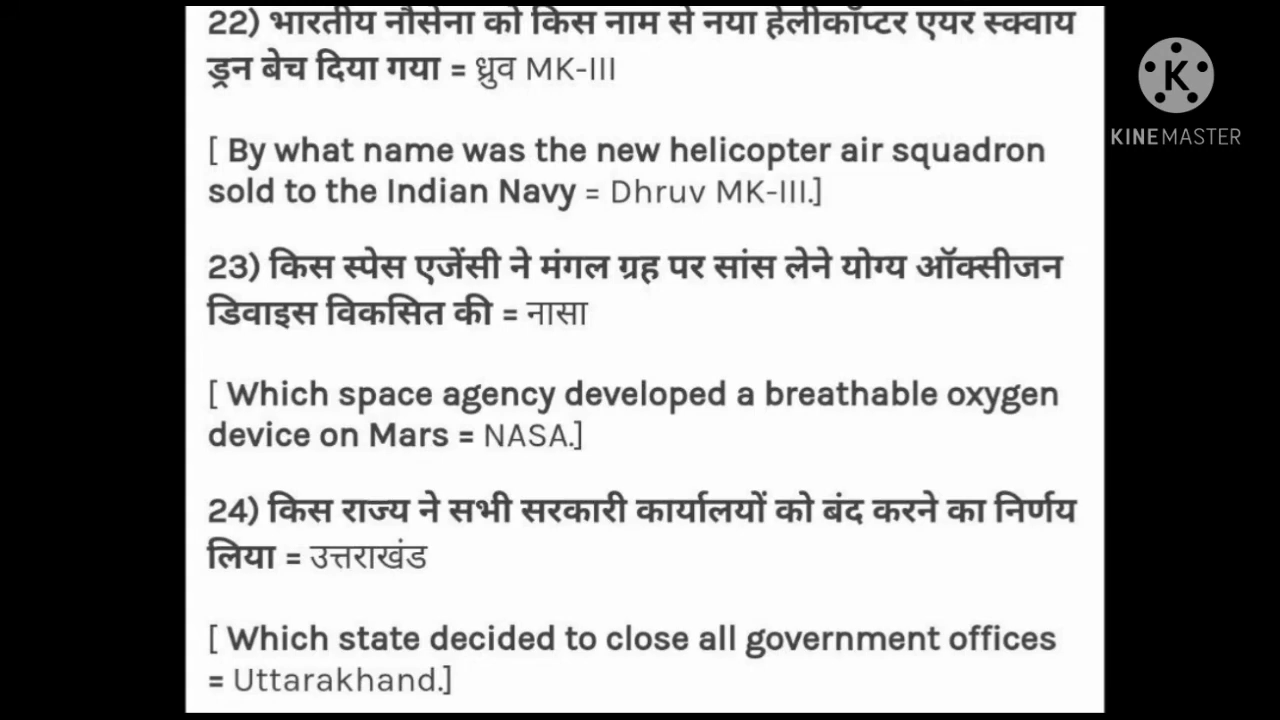 22) भारतीय नौसेना को किस नाम से नया हेलीकॉप्टर एयर स्क्वाय
ड्रन बेच दिया गया = ध्रुव MK-III
[ By what name was the new helicopter air squadron
sold to the Indian Navy = Dhruv MK-III.]
23) किस स्पेस एजेंसी ने मंगल ग्रह पर सांस लेने योग्य ऑक्सीजन
डिवाइस विकसित की = नासा
[ Which space agency developed a breathable oxygen
device on Mars = NASA.]
24) किस राज्य ने सभी सरकारी कार्यालयों को बंद करने का निर्णय
लिया = उत्तराखंड
[ Which state decided to close all government offices
= Uttarakhand.]
K
KINEMASTER